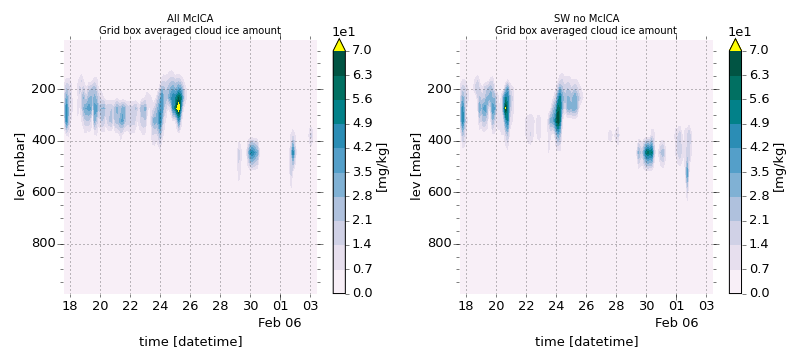 All McICA
Grid box averaged cloud ice amount
1e1
7.0
6.3
5.6
4.9
4.2
3.5
2.8
2.1
1.4
0.7
0.0
[mg/kg]
lev [mbar]
200
400
600
800
18 20 22 24 26 28 30 01 03
Feb 06
time [datetime]
SW no McICA
Grid box averaged cloud ice amount
1e1
7.0
6.3
5.6
4.9
4.2
3.5
2.8
2.1
1.4
0.7
0.0
[mg/kg]
lev [mbar]
200
400
600
800
18 20 22 24 26 28 30 01 03
Feb 06
time [datetime]